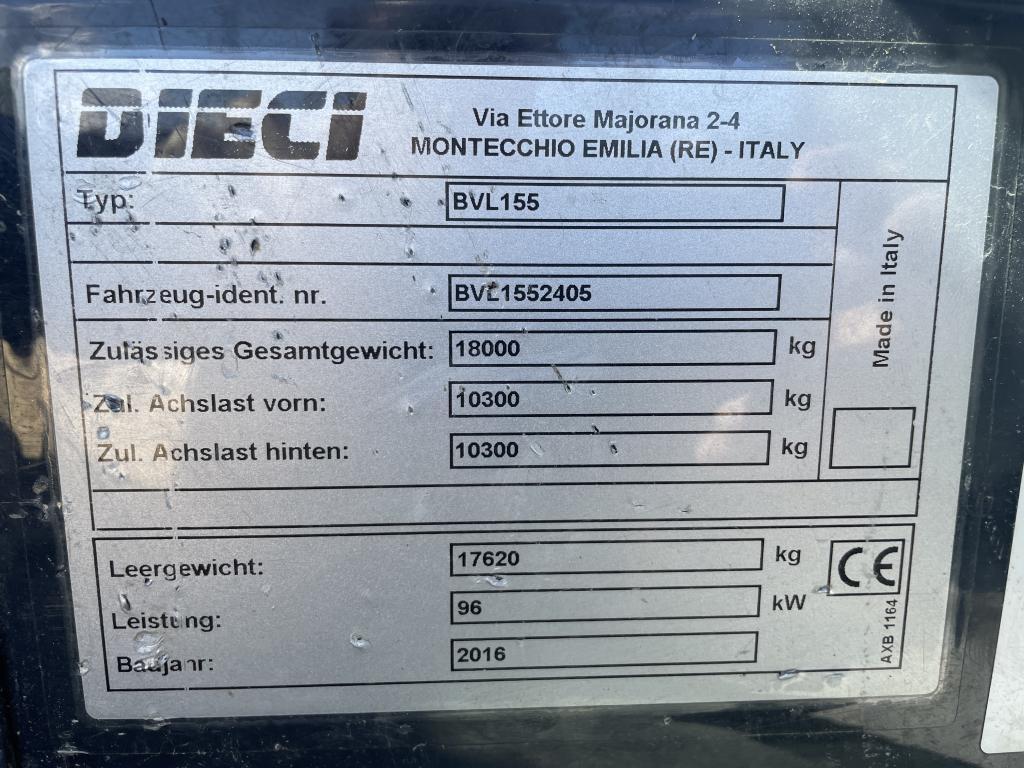 DIECI
Via Ettore Majorana 2-4
MONTECCHIO EMILIA (RE) - ITALY
Typ: BVL155
Fahrzeug-ident. nr. BVL1552405
Zulässiges Gesamtgewicht: 18000 kg
Zul. Achslast vorn: 10300 kg
Zul. Achslast hinten: 10300 kg
Made in Italy
Leergewicht: 17620 kg
Leistung: 96 kW
Baujahr: 2016
CE
AXB 1164